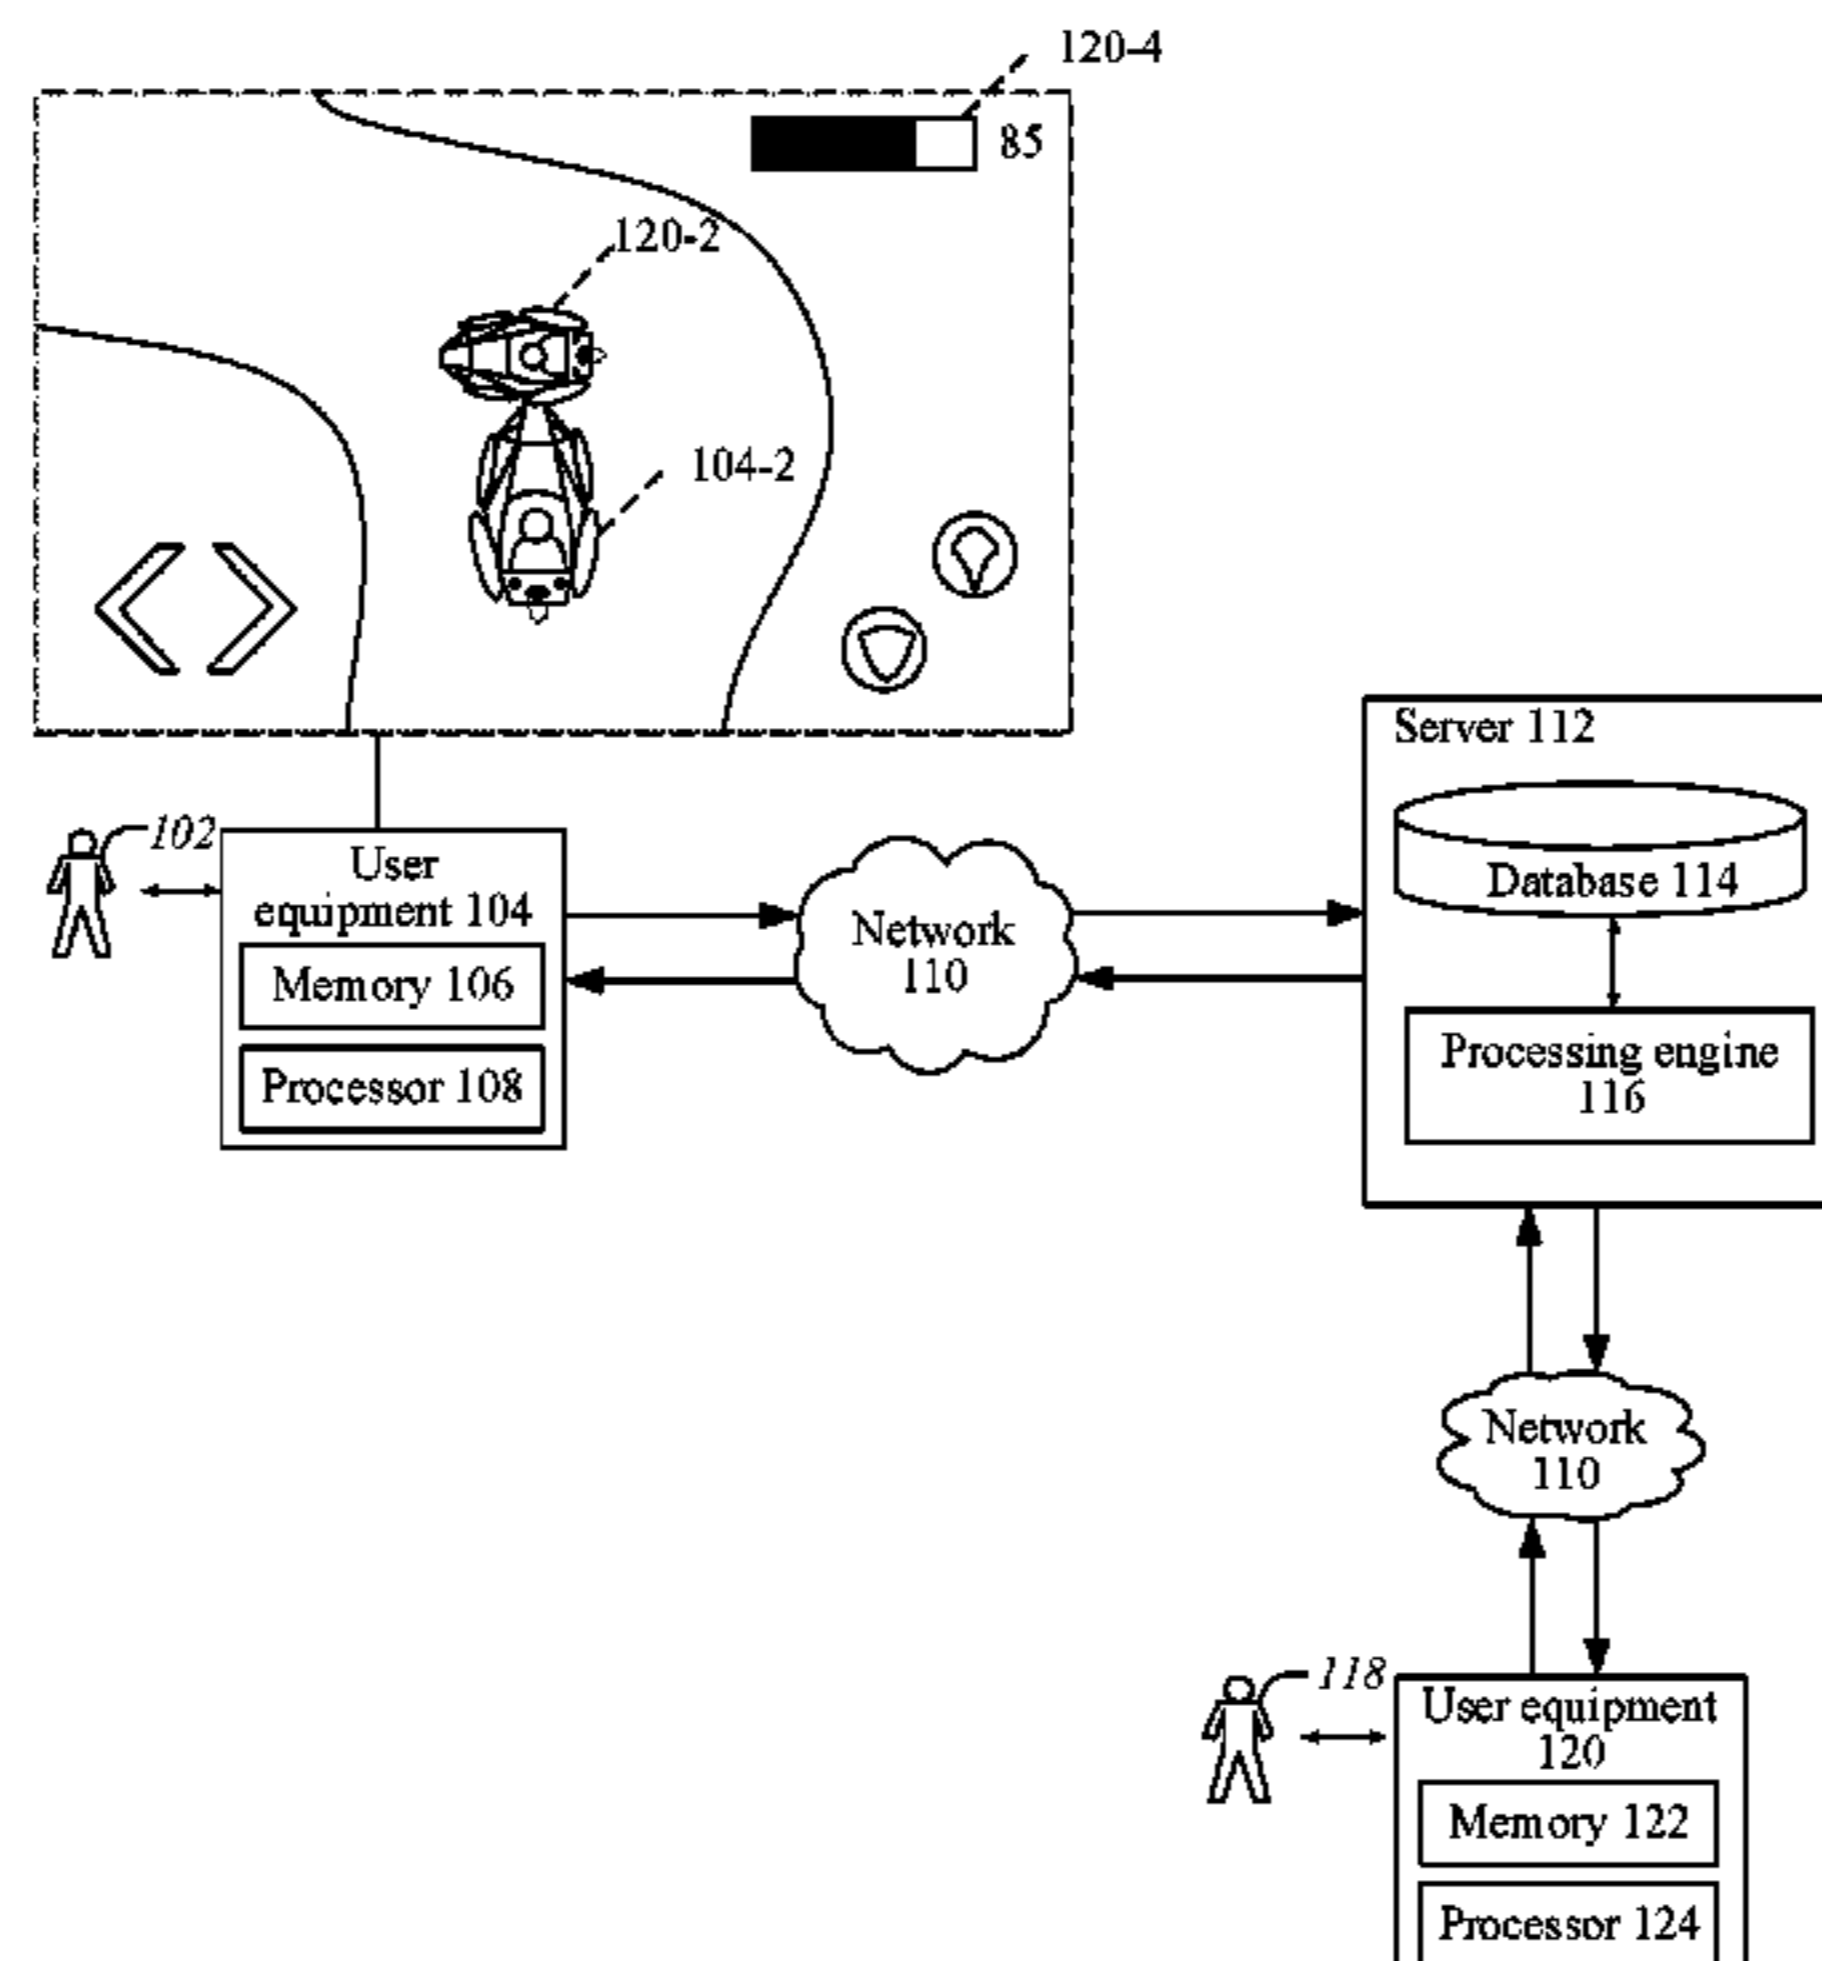 120-4
85
120-2
104-2
Server 112
102
User
equipment 104
Database 114
Network
110
Memory 106
Processing engine
116
Processor 108
Network
110
118
User equipment
120
Memory 122
Processor 124